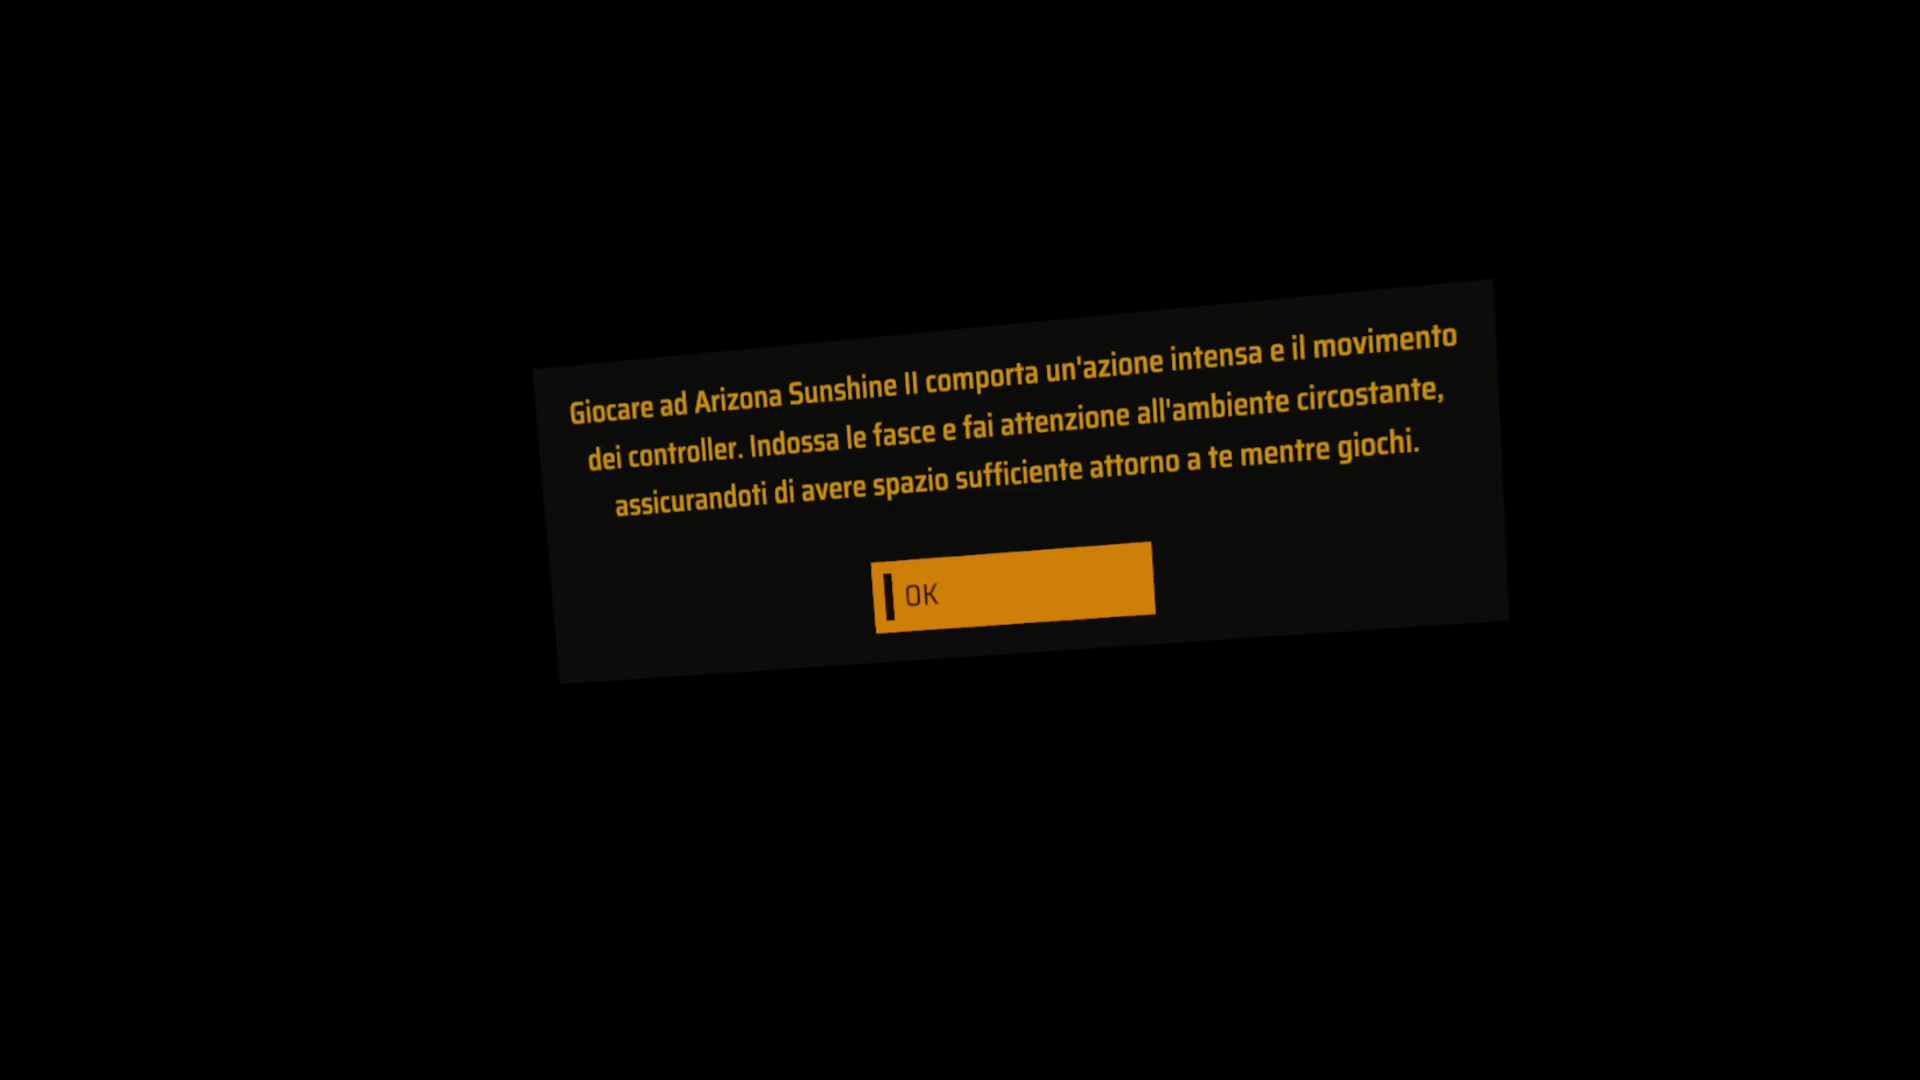 Giocare ad Arizona Sunshine II comporta un'azione intensa e il movimento
dei controller. Indossa le fasce e fai attenzione all'ambiente circostante,
assicurandoti di avere spazio sufficiente attorno a te mentre giochi.
OK